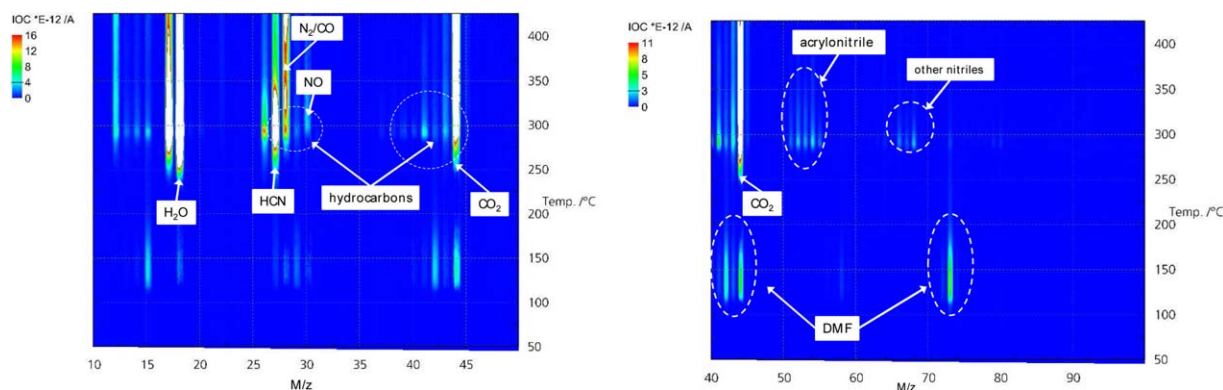 IOC *E-12 /A
16
12
8
4
0
400
350
300
250
200
150
100
50
Temp. /°C
10
15
20
25
30
35
40
45
M/z
N₂/CO
NO
H₂O
HCN
hydrocarbons
CO₂
IOC *E-12 /A
11
8
5
3
0
400
350
300
250
200
150
100
50
Temp. /°C
40
50
60
70
80
90
M/z
acrylonitrile
other nitriles
CO₂
DMF